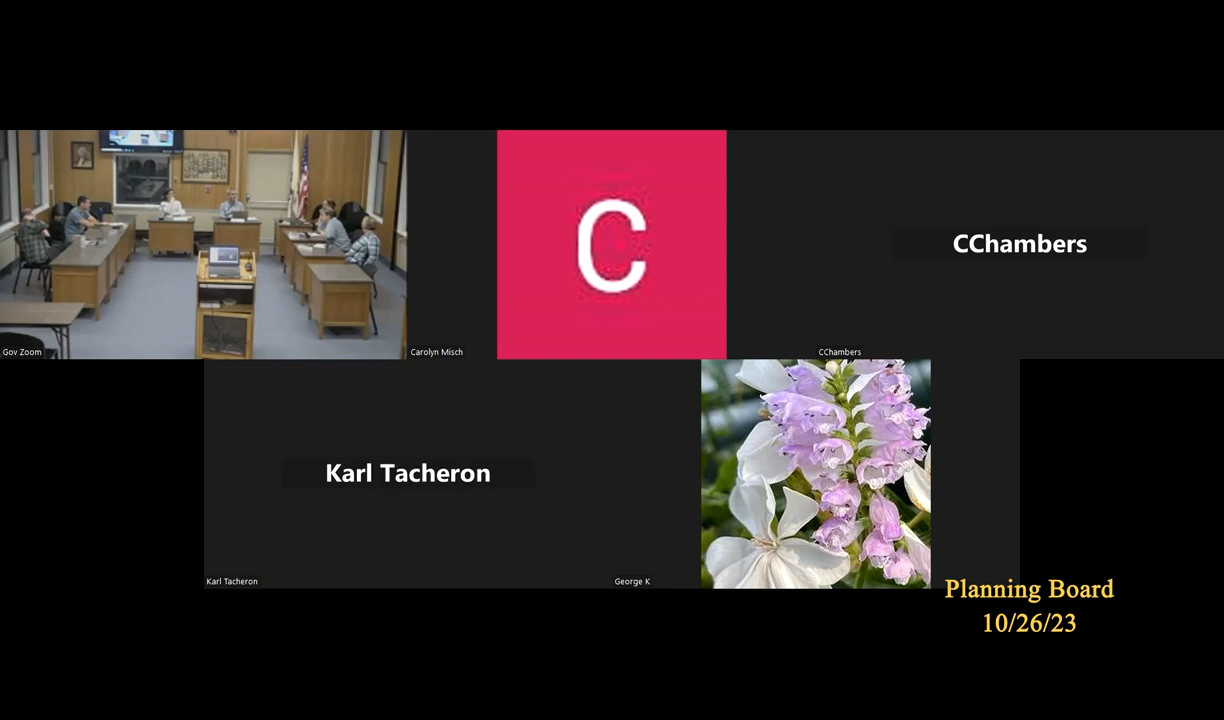 Gov Zoom
C
Carolyn Misch
CChambers
CChambers
Karl Tacheron
Karl Tacheron
George K
Planning Board
10/26/23